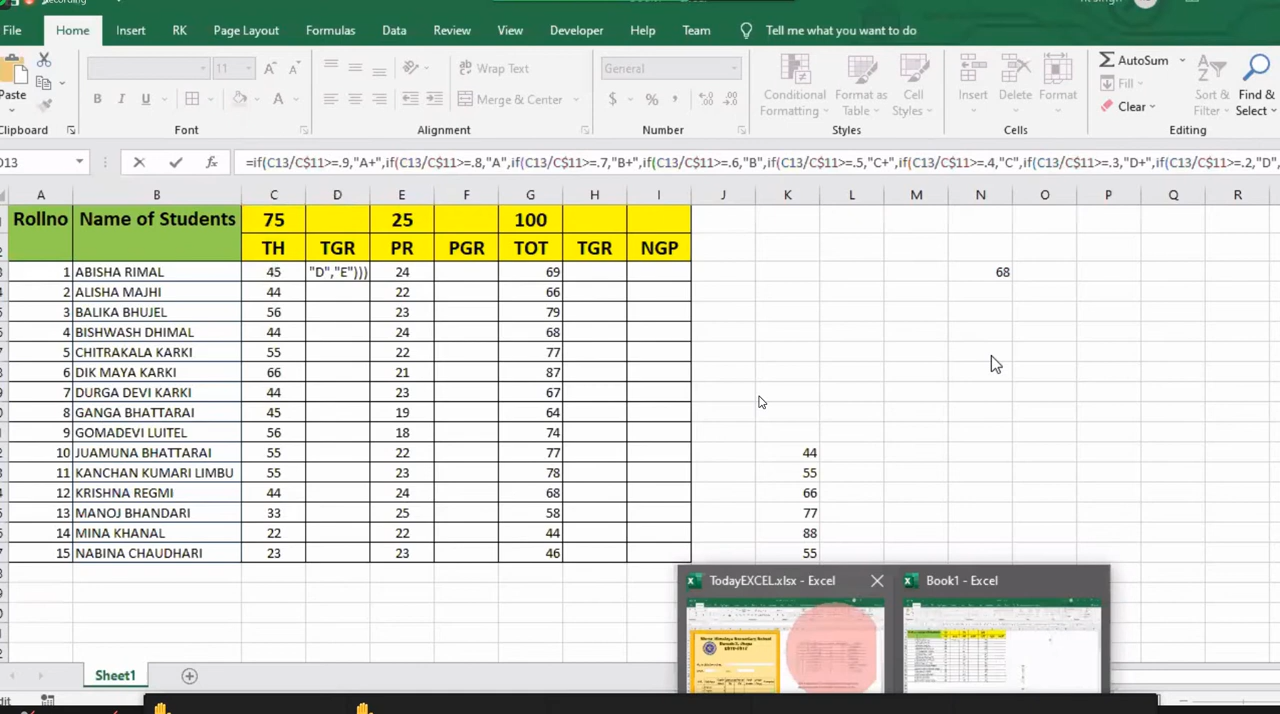 Recording
File Home Insert RK Page Layout Formulas Data Review View Developer Help Team Tell me what you want to do
11 A A Wrap Text General Conditional Formatting Format as Table Cell Styles Insert Delete Format AutoSum Fill Clear Sort & Filter Find & Select
Paste B I U Merge & Center $ % ,
Clipboard Font Alignment Number Styles Cells Editing
fx =if(C13/C$11>=.9,"A+",if(C13/C$11>=.8,"A",if(C13/C$11>=.7,"B+",if(C13/C$11>=.6,"B",if(C13/C$11>=.5,"C+",if(C13/C$11>=.4,"C",if(C13/C$11>=.3,"D+",if(C13/C$11>=.2,"D",
A B C D E F G H I J K L M N O P Q R
Rollno Name of Students 75 25 100
TH TGR PR PGR TOT TGR NGP
1 ABISHA RIMAL 45 "D","E"))) 24 69 68
2 ALISHA MAJHI 44 22 66
3 BALIKA BHUJEL 56 23 79
4 BISHWASH DHIMAL 44 24 68
5 CHITRAKALA KARKI 55 22 77
6 DIK MAYA KARKI 66 21 87
7 DURGA DEVI KARKI 44 23 67
8 GANGA BHATTARAI 45 19 64
9 GOMADEVI LUITEL 56 18 74
10 JUAMUNA BHATTARAI 55 22 77 44
11 KANCHAN KUMARI LIMBU 55 23 78 55
12 KRISHNA REGMI 44 24 68 66
13 MANOJ BHANDARI 33 25 58 77
14 MINA KHANAL 22 22 44 88
15 NABINA CHAUDHARI 23 23 46 55
TodayEXCEL.xlsx - Excel Book1 - Excel
Sheet1